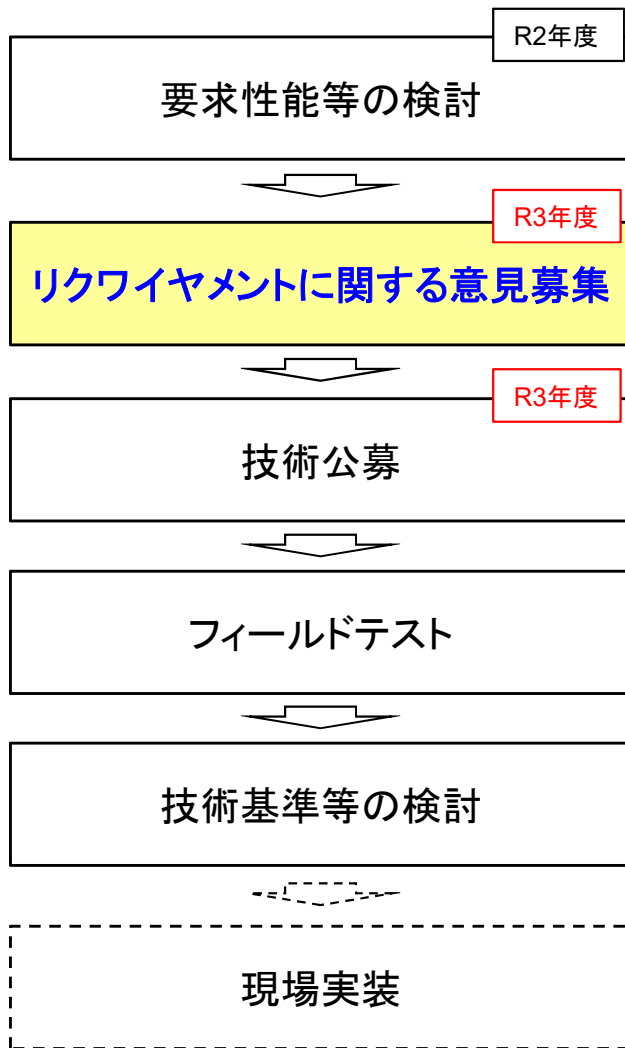 R2年度
要求性能等の検討
R3年度
リクワイヤメントに関する意見募集
R3年度
技術公募
フィールドテスト
技術基準等の検討
現場実装